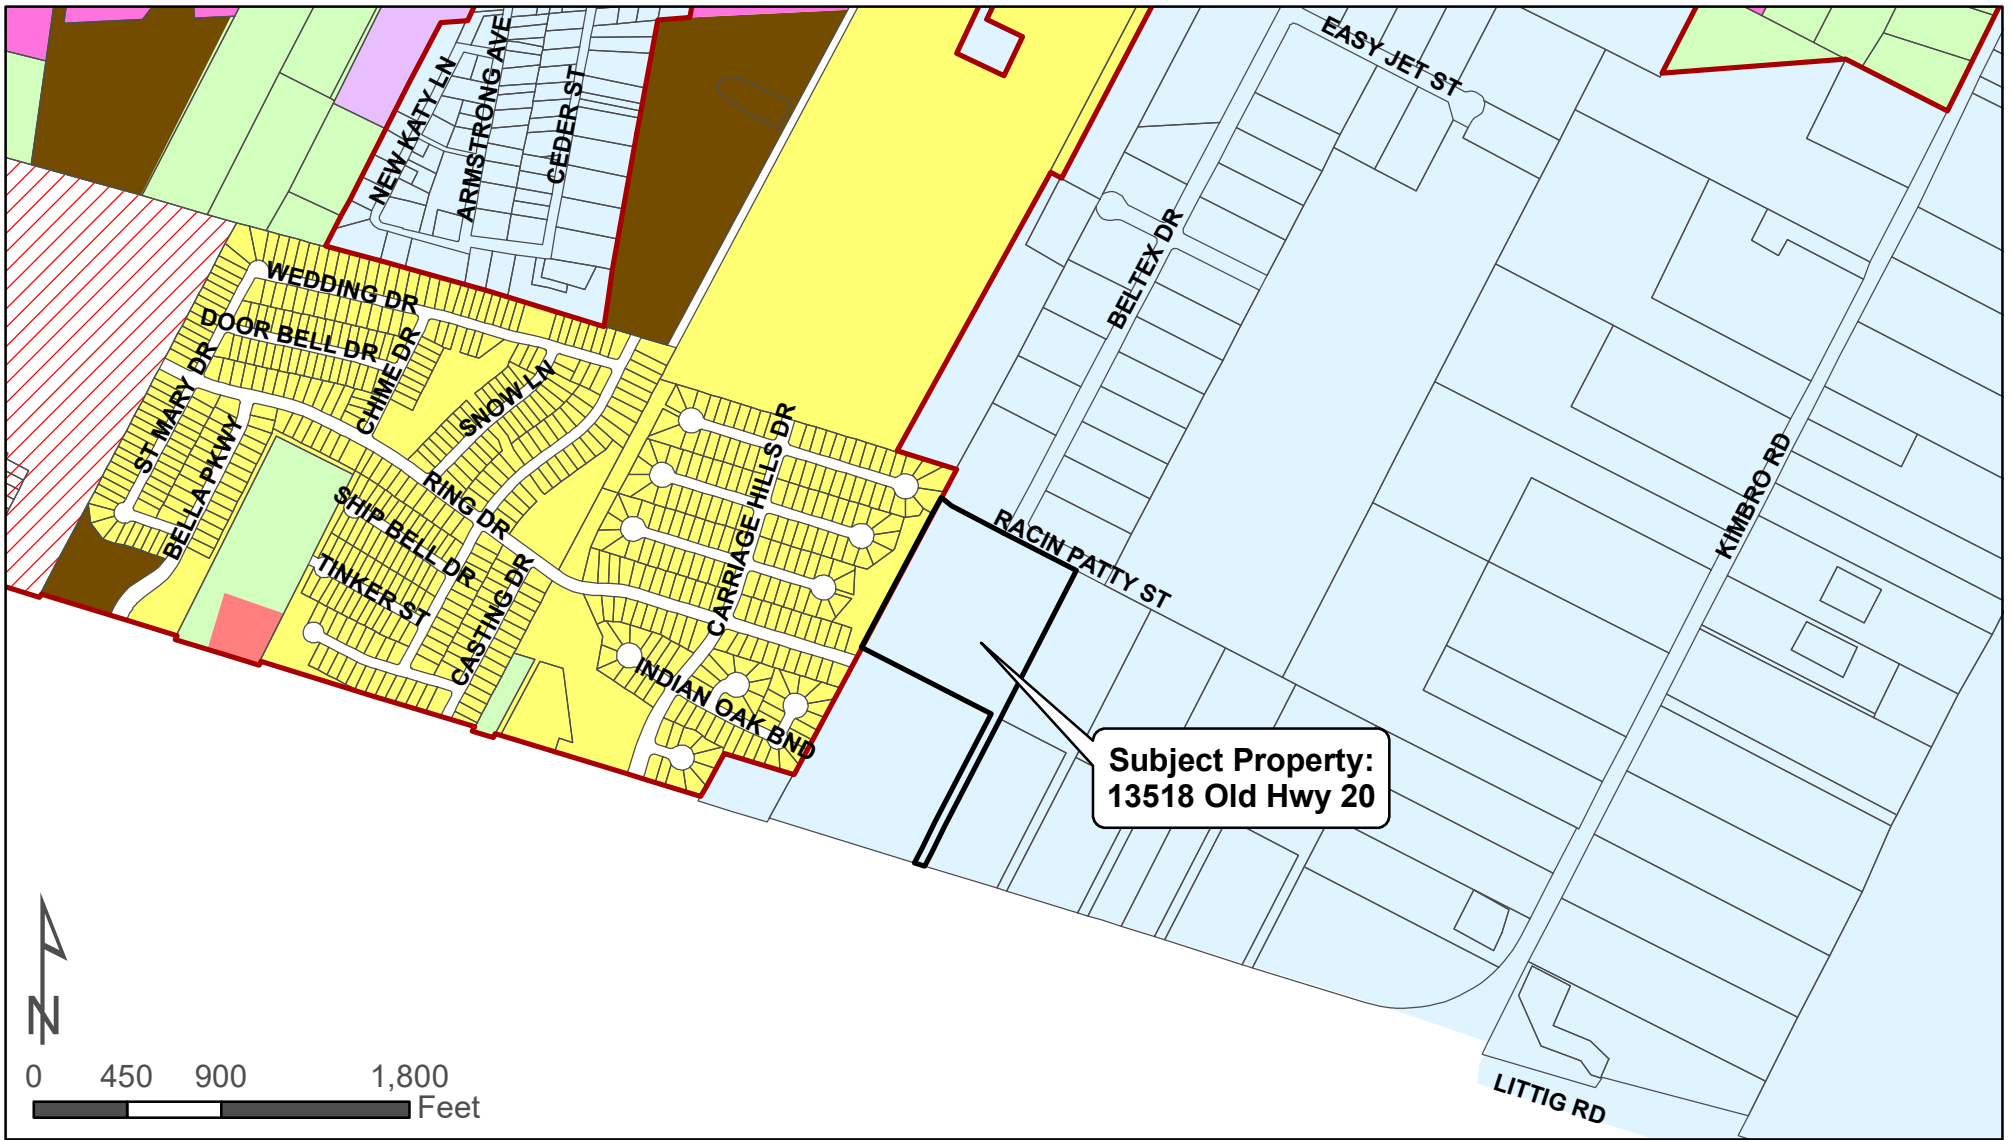 EASY JET ST
NEW KATY LN
ARMSTRONG AVE
CEDER ST
BELTEX DR
WEDDING DR
DOOR BELL DR
CHIME DR
ST MARY DR
SNOW LN
BELLA PKWY
RING DR
SHIP BELL DR
TINKER ST
CASTING DR
CARRIAGE HILLS DR
INDIAN OAK BND
RACIN PATTY ST
KIMBRO RD
Subject Property:
13518 Old Hwy 20
N
0 450 900 1,800
Feet
LITTIG RD